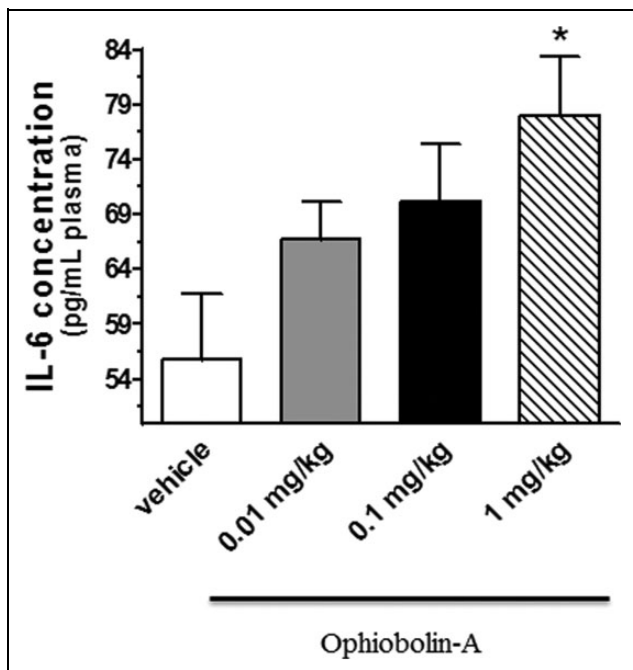 IL-6 concentration
(pg/mL plasma)
84
79
74
69
64
59
54
*
vehicle
0.01 mg/kg
0.1 mg/kg
1 mg/kg
Ophiobolin-A